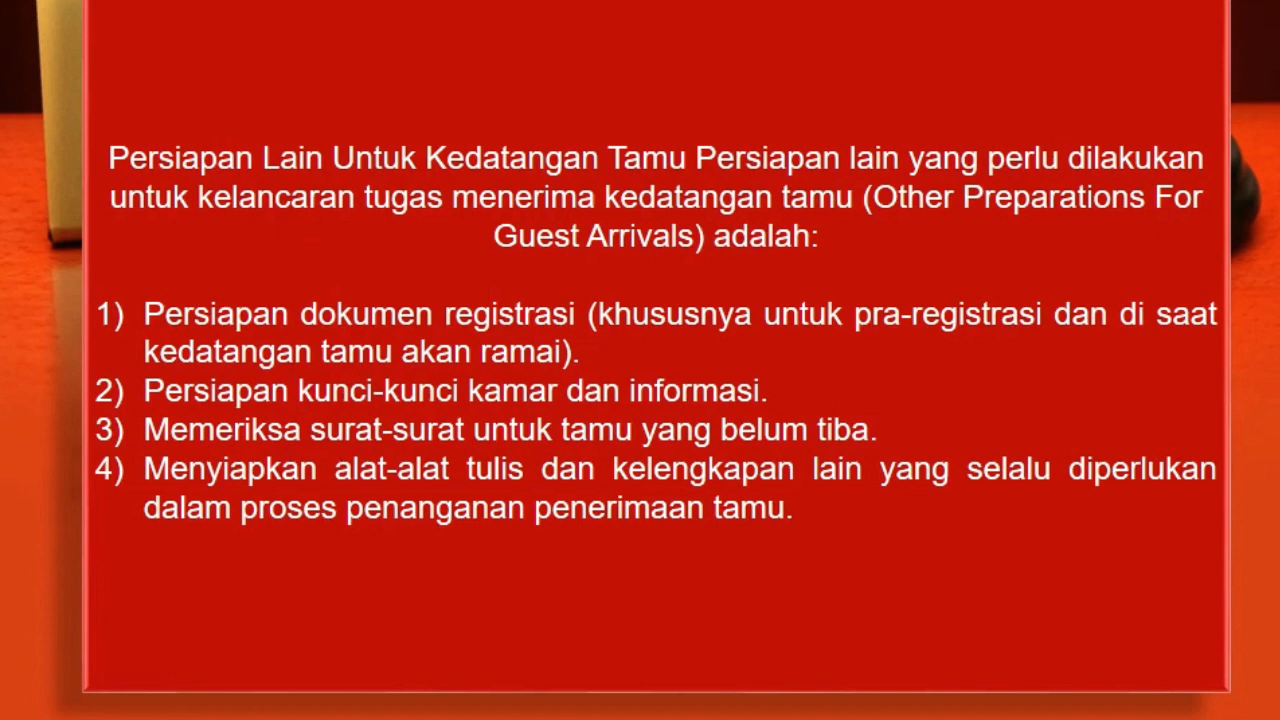 Persiapan Lain Untuk Kedatangan Tamu Persiapan lain yang perlu dilakukan
untuk kelancaran tugas menerima kedatangan tamu (Other Preparations For
Guest Arrivals) adalah:
1) Persiapan dokumen registrasi (khususnya untuk pra-registrasi dan di saat
kedatangan tamu akan ramai).
2) Persiapan kunci-kunci kamar dan informasi.
3) Memeriksa surat-surat untuk tamu yang belum tiba.
4) Menyiapkan alat-alat tulis dan kelengkapan lain yang selalu diperlukan
dalam proses penanganan penerimaan tamu.